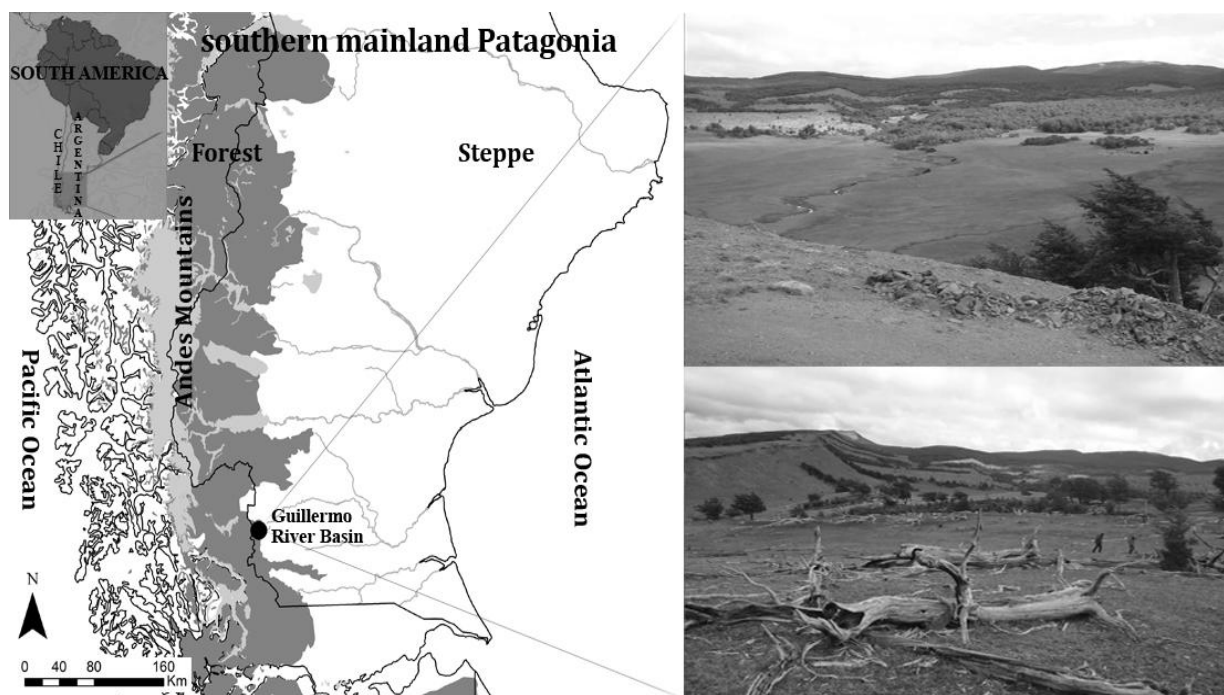 southern mainland Patagonia
SOUTH AMERICA
CHILE
ARGENTINA
Forest
Steppe
Andes Mountains
Pacific Ocean
Atlantic Ocean
Guillermo
River Basin
N
0 40 80 160
Km